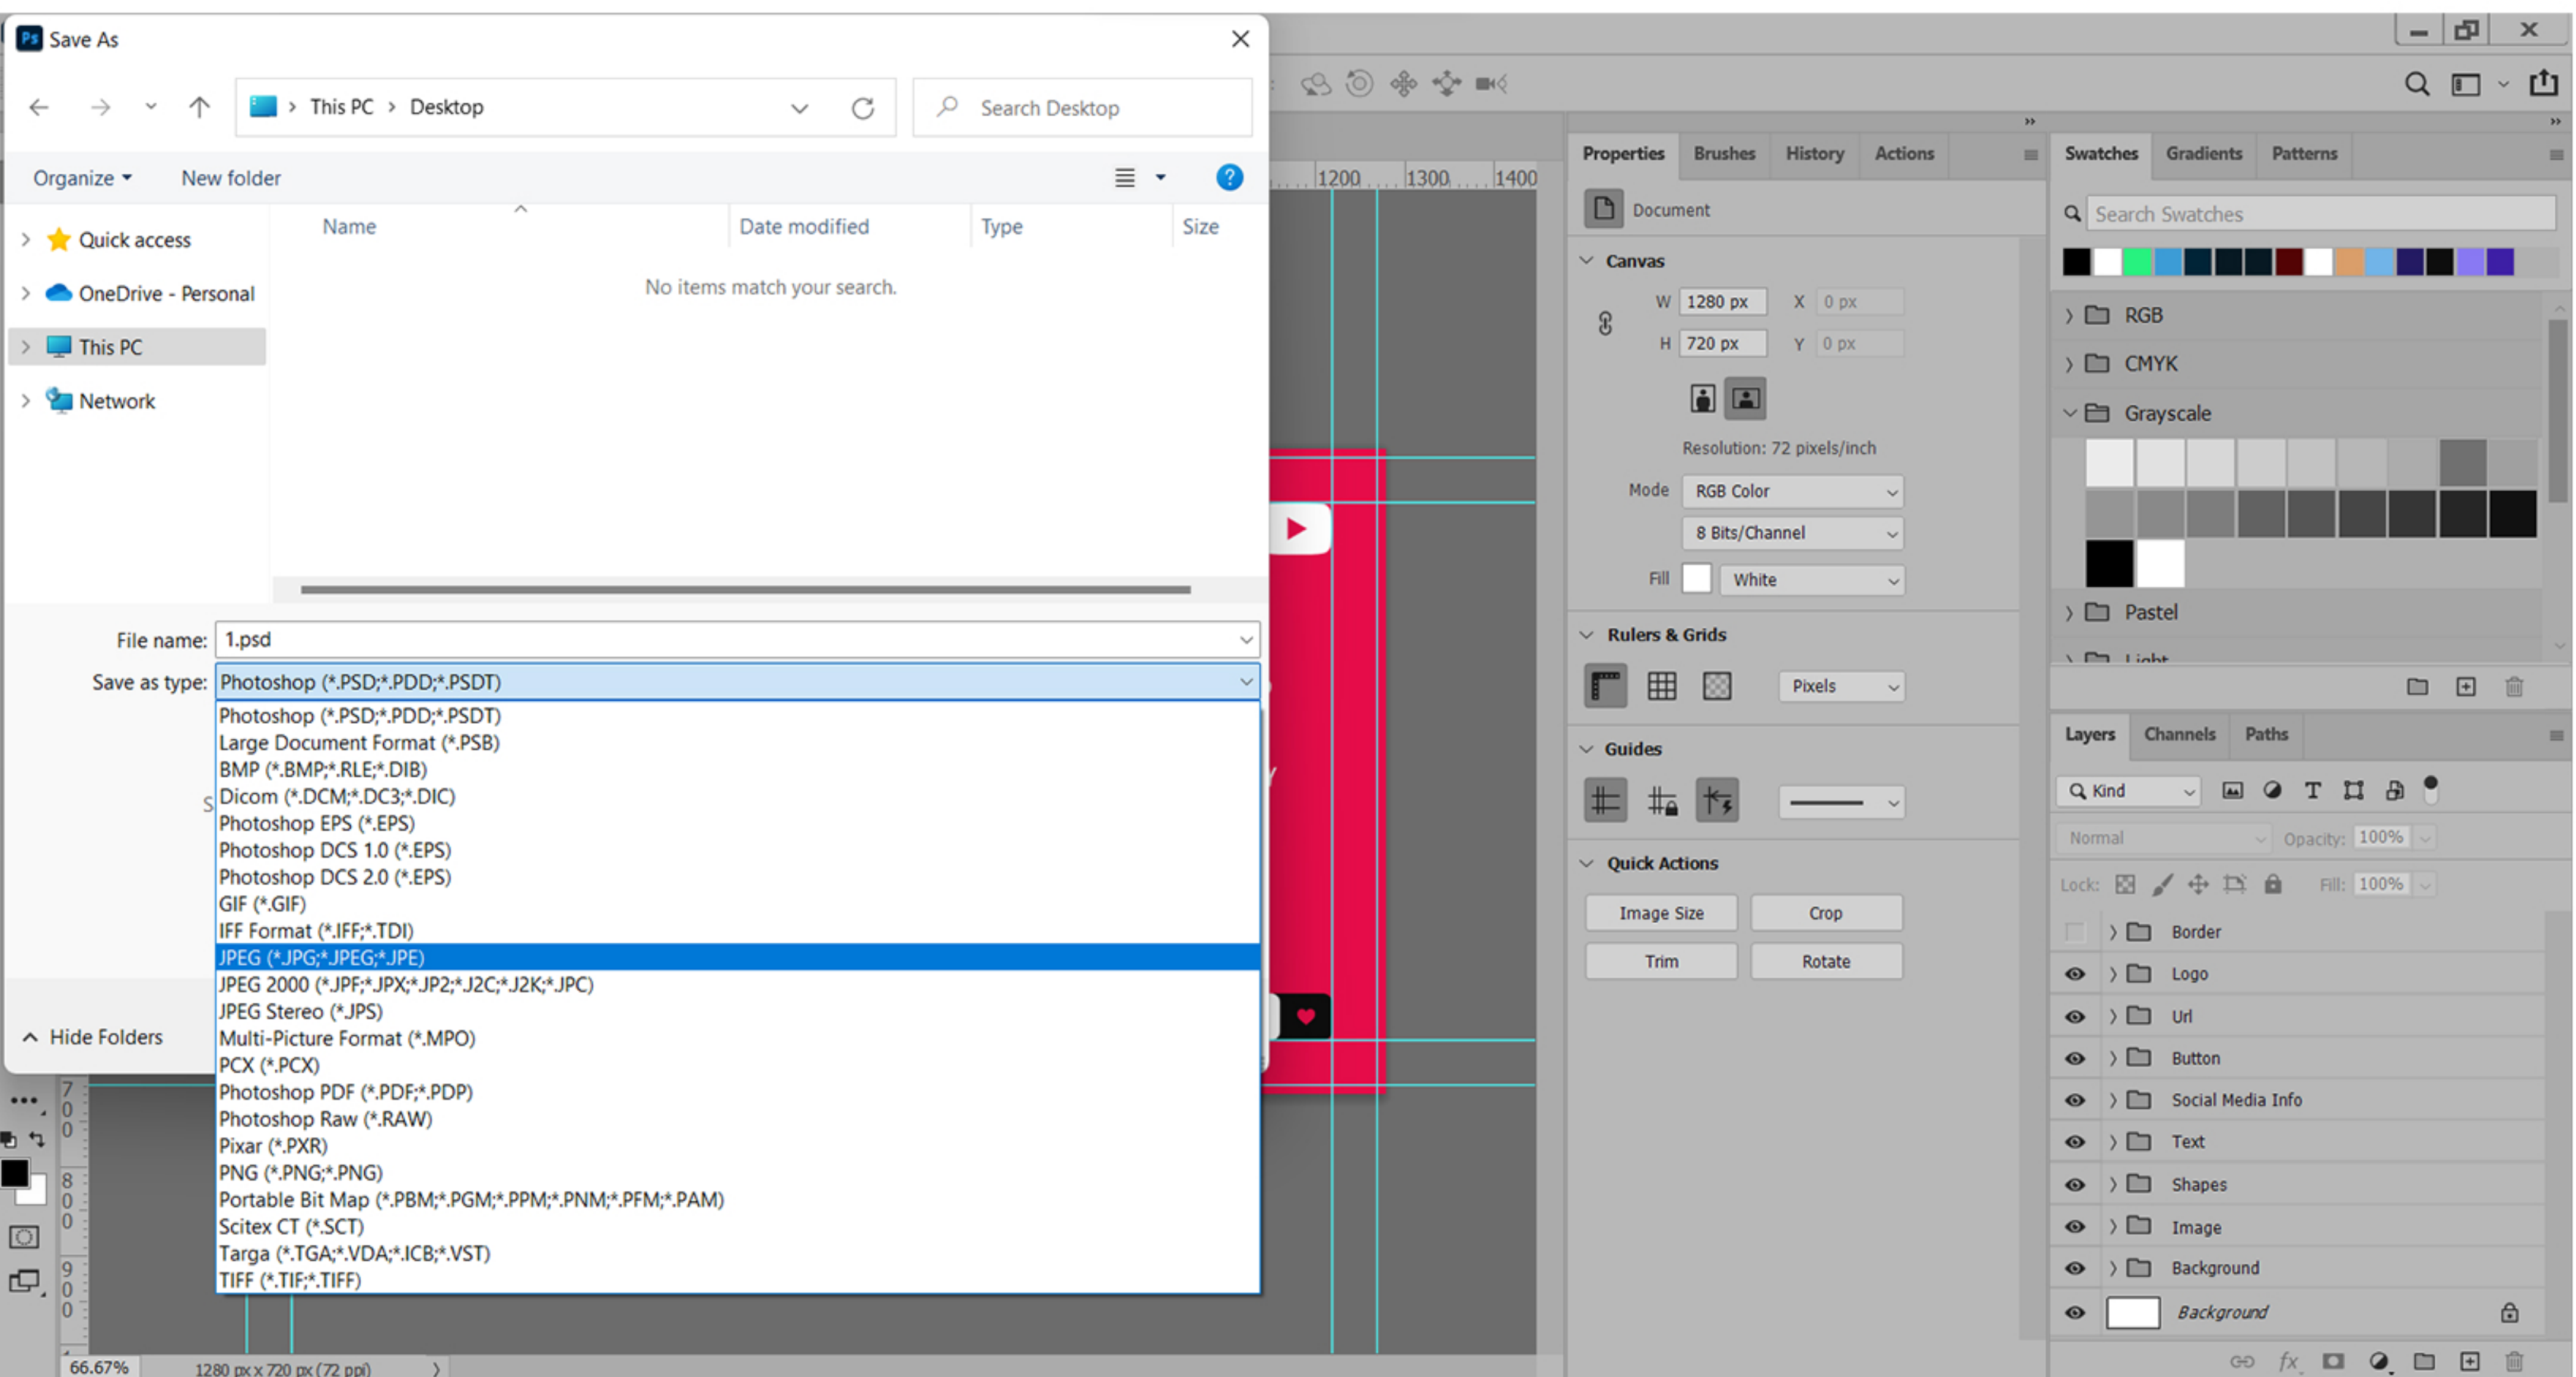 Ps Save As
This PC > Desktop
Search Desktop
Organize
New folder
?
Name
Date modified
Type
Size
Quick access
OneDrive - Personal
This PC
Network
No items match your search.
File name:
1.psd
Save as type:
Photoshop (*.PSD;*.PDD;*.PSDT)
Photoshop (*.PSD;*.PDD;*.PSDT)
Large Document Format (*.PSB)
BMP (*.BMP;*.RLE;*.DIB)
Dicom (*.DCM;*.DC3;*.DIC)
Photoshop EPS (*.EPS)
Photoshop DCS 1.0 (*.EPS)
Photoshop DCS 2.0 (*.EPS)
GIF (*.GIF)
IFF Format (*.IFF;*.TDI)
JPEG (*.JPG;*.JPEG;*.JPE)
JPEG 2000 (*.JPF;*.JPX;*.JP2;*.J2C;*.J2K;*.JPC)
JPEG Stereo (*.JPS)
Multi-Picture Format (*.MPO)
PCX (*.PCX)
Photoshop PDF (*.PDF;*.PDP)
Photoshop Raw (*.RAW)
Pixar (*.PXR)
PNG (*.PNG;*.PNG)
Portable Bit Map (*.PBM;*.PGM;*.PPM;*.PNM;*.PFM;*.PAM)
Scitex CT (*.SCT)
Targa (*.TGA;*.VDA;*.ICB;*.VST)
TIFF (*.TIF;*.TIFF)
S
Hide Folders
700
800
900
66.67%
1280 px x 720 px (72 ppi)
1200 1300 1400
Y
Properties Brushes History Actions
Document
Canvas
W 1280 px X 0 px
H 720 px Y 0 px
Resolution: 72 pixels/inch
Mode RGB Color
8 Bits/Channel
Fill White
Rulers & Grids
Pixels
Guides
Quick Actions
Image Size Crop
Trim Rotate
Swatches Gradients Patterns
Search Swatches
RGB
CMYK
Grayscale
Pastel
Light
Layers Channels Paths
Kind
Normal Opacity: 100%
Lock: Fill: 100%
Border
Logo
Url
Button
Social Media Info
Text
Shapes
Image
Background
Background
fx